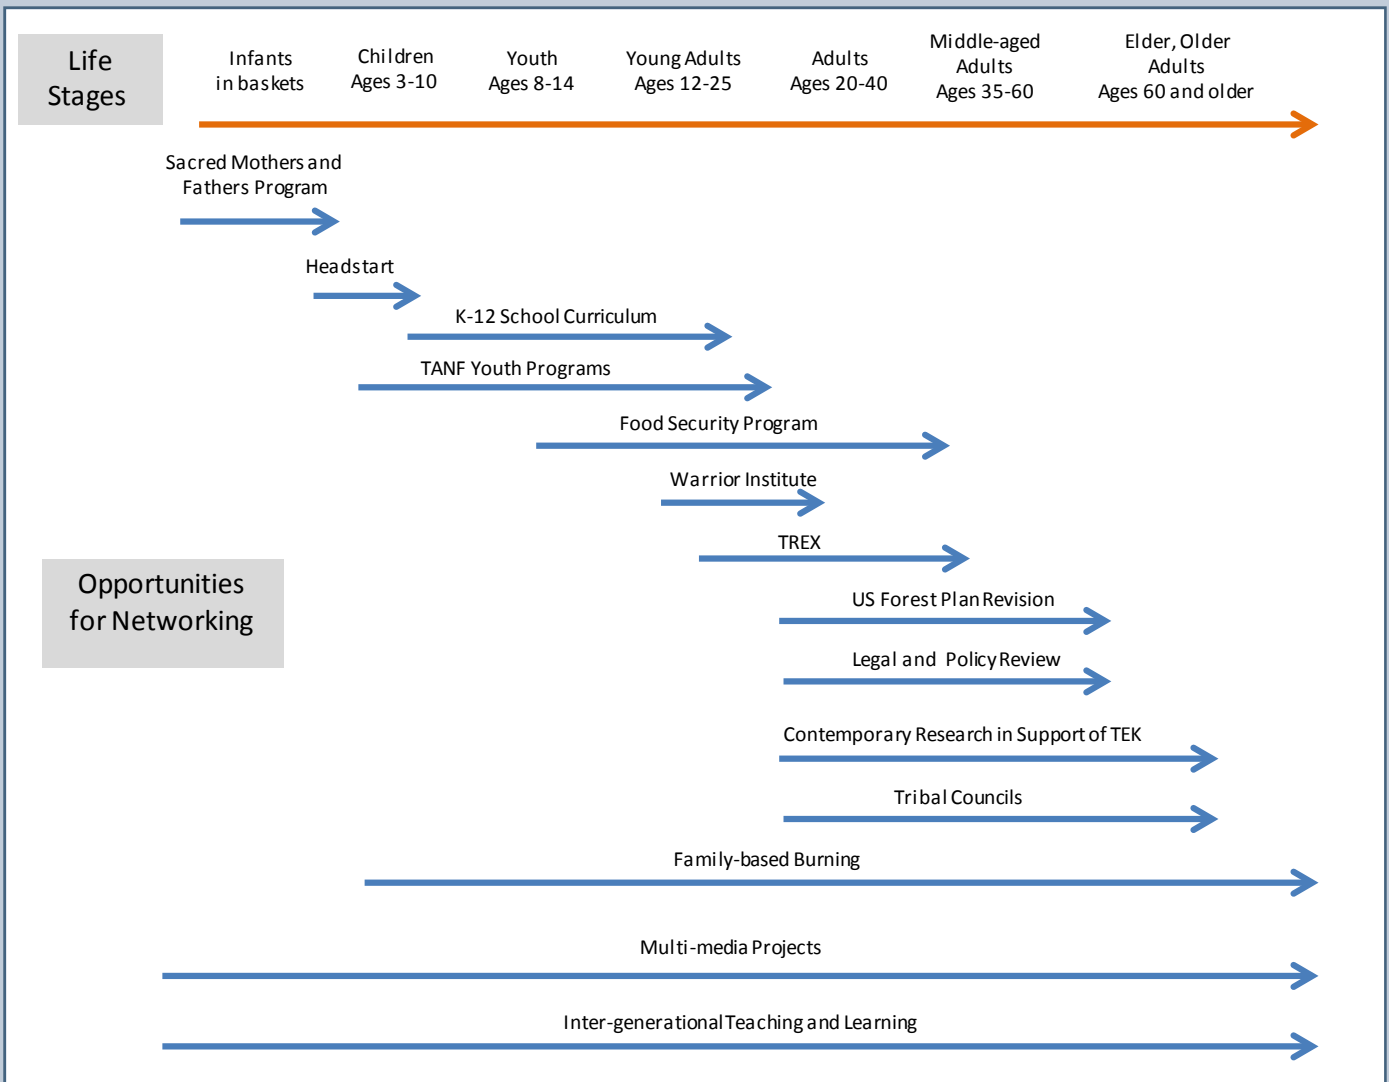 Life
Stages
Infants
in baskets
Children
Ages 3-10
Youth
Ages 8-14
Young Adults
Ages 12-25
Adults
Ages 20-40
Middle-aged
Adults
Ages 35-60
Elder, Older
Adults
Ages 60 and older
Sacred Mothers and
Fathers Program
Headstart
K-12 School Curriculum
TANF Youth Programs
Food Security Program
Warrior Institute
TREX
Opportunities
for Networking
US Forest Plan Revision
Legal and Policy Review
Contemporary Research in Support of TEK
Tribal Councils
Family-based Burning
Multi-media Projects
Inter-generational Teaching and Learning